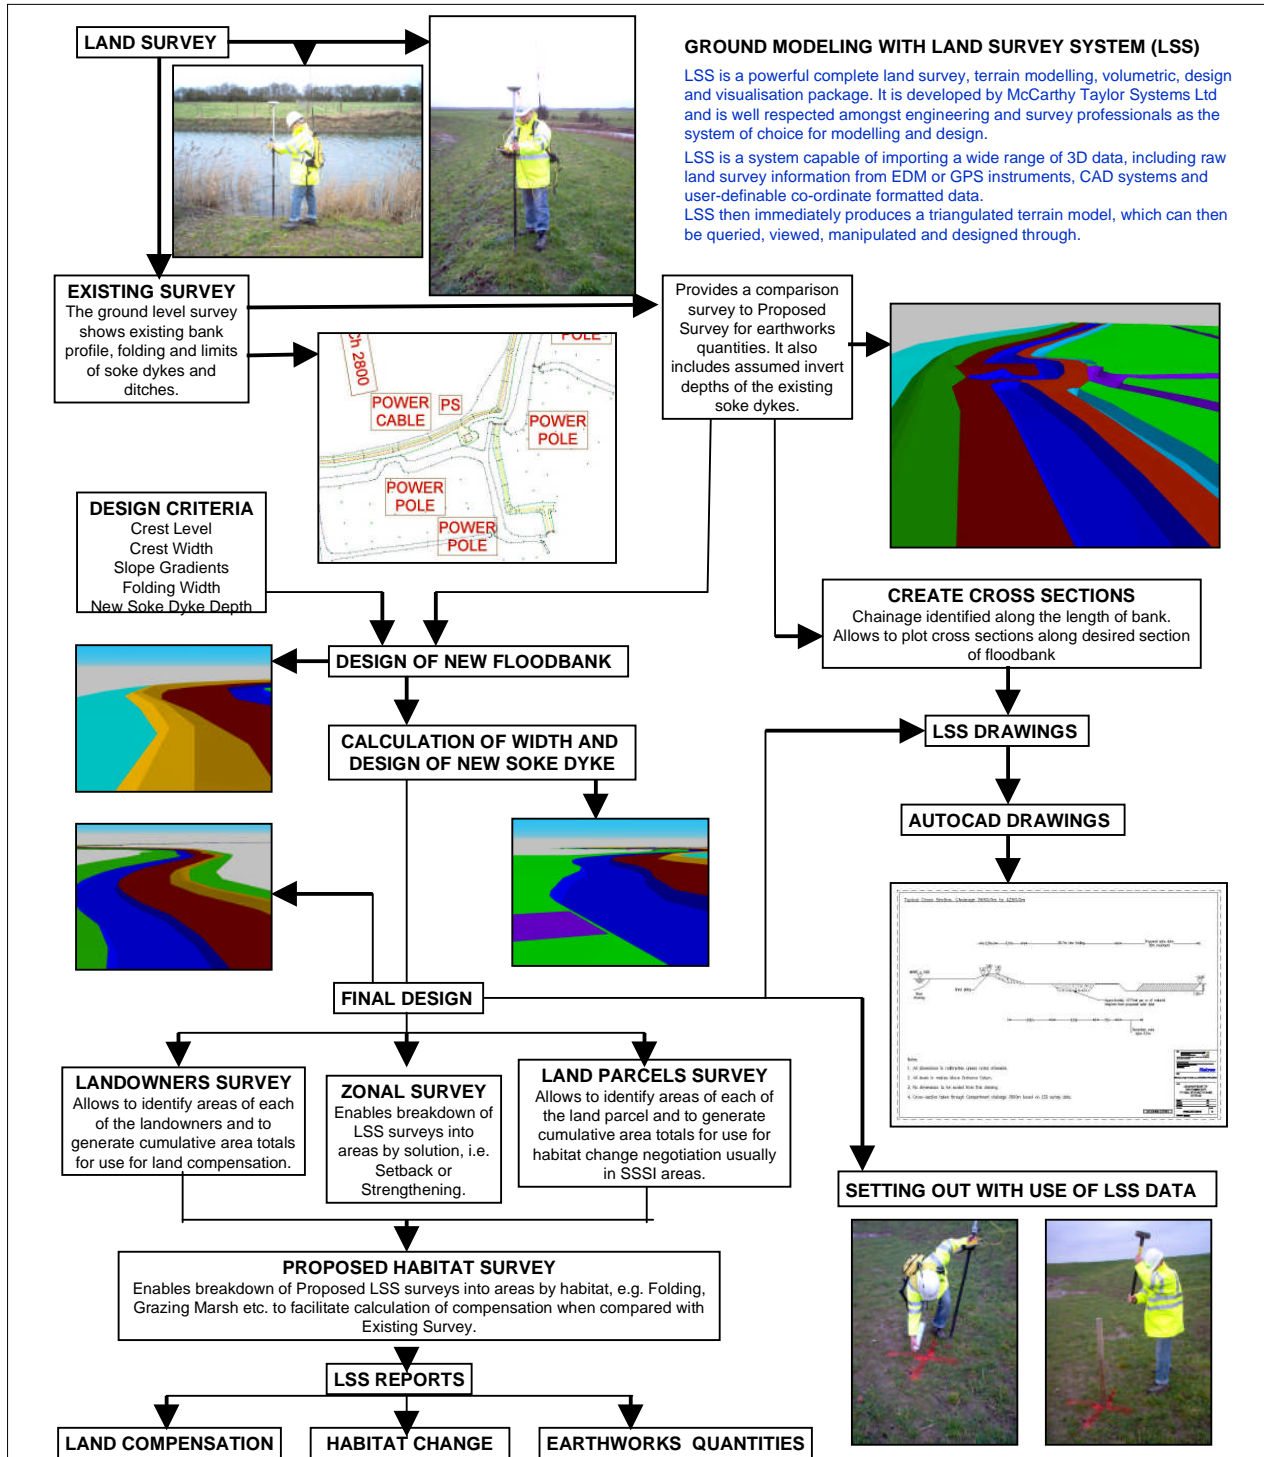 LAND SURVEY
GROUND MODELING WITH LAND SURVEY SYSTEM (LSS)
LSS is a powerful complete land survey, terrain modelling, volumetric, design
and visualisation package. It is developed by McCarthy Taylor Systems Ltd
and is well respected amongst engineering and survey professionals as the
system of choice for modelling and design.
LSS is a system capable of importing a wide range of 3D data, including raw
land survey information from EDM or GPS instruments, CAD systems and
user-definable co-ordinate formatted data.
LSS then immediately produces a triangulated terrain model, which can then
be queried, viewed, manipulated and designed through.
EXISTING SURVEY
The ground level survey
shows existing bank
profile, folding and limits
of soke dykes and
ditches.
Provides a comparison
survey to Proposed
Survey for earthworks
quantities. It also
includes assumed invert
depths of the existing
soke dykes.
Ch 2800
POLE
POWER
CABLE
PS
POWER
POLE
POWER
POLE
POWER
POLE
DESIGN CRITERIA
Crest Level
Crest Width
Slope Gradients
Folding Width
New Soke Dyke Depth
CREATE CROSS SECTIONS
Chainage identified along the length of bank.
Allows to plot cross sections along desired section
of floodbank
DESIGN OF NEW FLOODBANK
CALCULATION OF WIDTH AND
DESIGN OF NEW SOKE DYKE
LSS DRAWINGS
AUTOCAD DRAWINGS
FINAL DESIGN
LANDOWNERS SURVEY
Allows to identify areas of each
of the landowners and to
generate cumulative area totals
for use for land compensation.
ZONAL SURVEY
Enables breakdown of
LSS surveys into
areas by solution, i.e.
Setback or
Strengthening.
LAND PARCELS SURVEY
Allows to identify areas of each of
the land parcel and to generate
cumulative area totals for use for
habitat change negotiation usually
in SSSI areas.
SETTING OUT WITH USE OF LSS DATA
PROPOSED HABITAT SURVEY
Enables breakdown of Proposed LSS surveys into areas by habitat, e.g. Folding,
Grazing Marsh etc. to facilitate calculation of compensation when compared with
Existing Survey.
LSS REPORTS
LAND COMPENSATION
HABITAT CHANGE
EARTHWORKS QUANTITIES